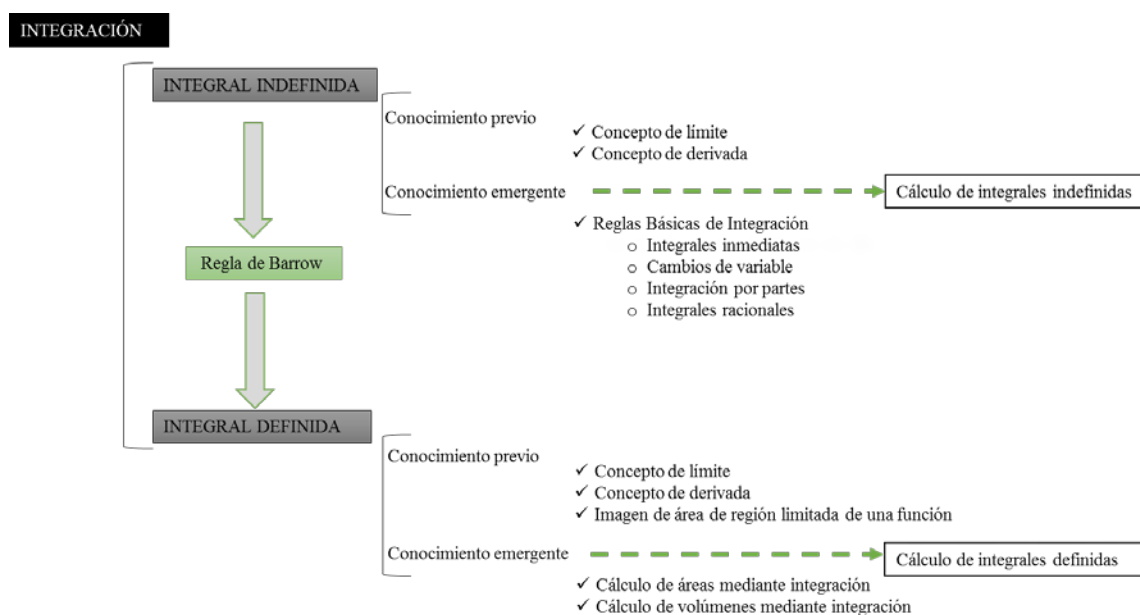 INTEGRACIÓN
INTEGRAL INDEFINIDA
Conocimiento previo
✓ Concepto de límite
✓ Concepto de derivada
Conocimiento emergente
Cálculo de integrales indefinidas
✓ Reglas Básicas de Integración
o Integrales inmediatas
o Cambios de variable
o Integración por partes
o Integrales racionales
Regla de Barrow
INTEGRAL DEFINIDA
Conocimiento previo
✓ Concepto de límite
✓ Concepto de derivada
✓ Imagen de área de región limitada de una función
Conocimiento emergente
Cálculo de integrales definidas
✓ Cálculo de áreas mediante integración
✓ Cálculo de volúmenes mediante integración